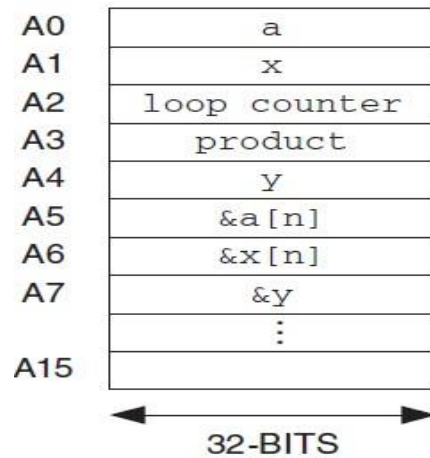 A0 a
A1 x
A2 loop counter
A3 product
A4 y
A5 &a[n]
A6 &x[n]
A7 &y
⋮
A15
32-BITS